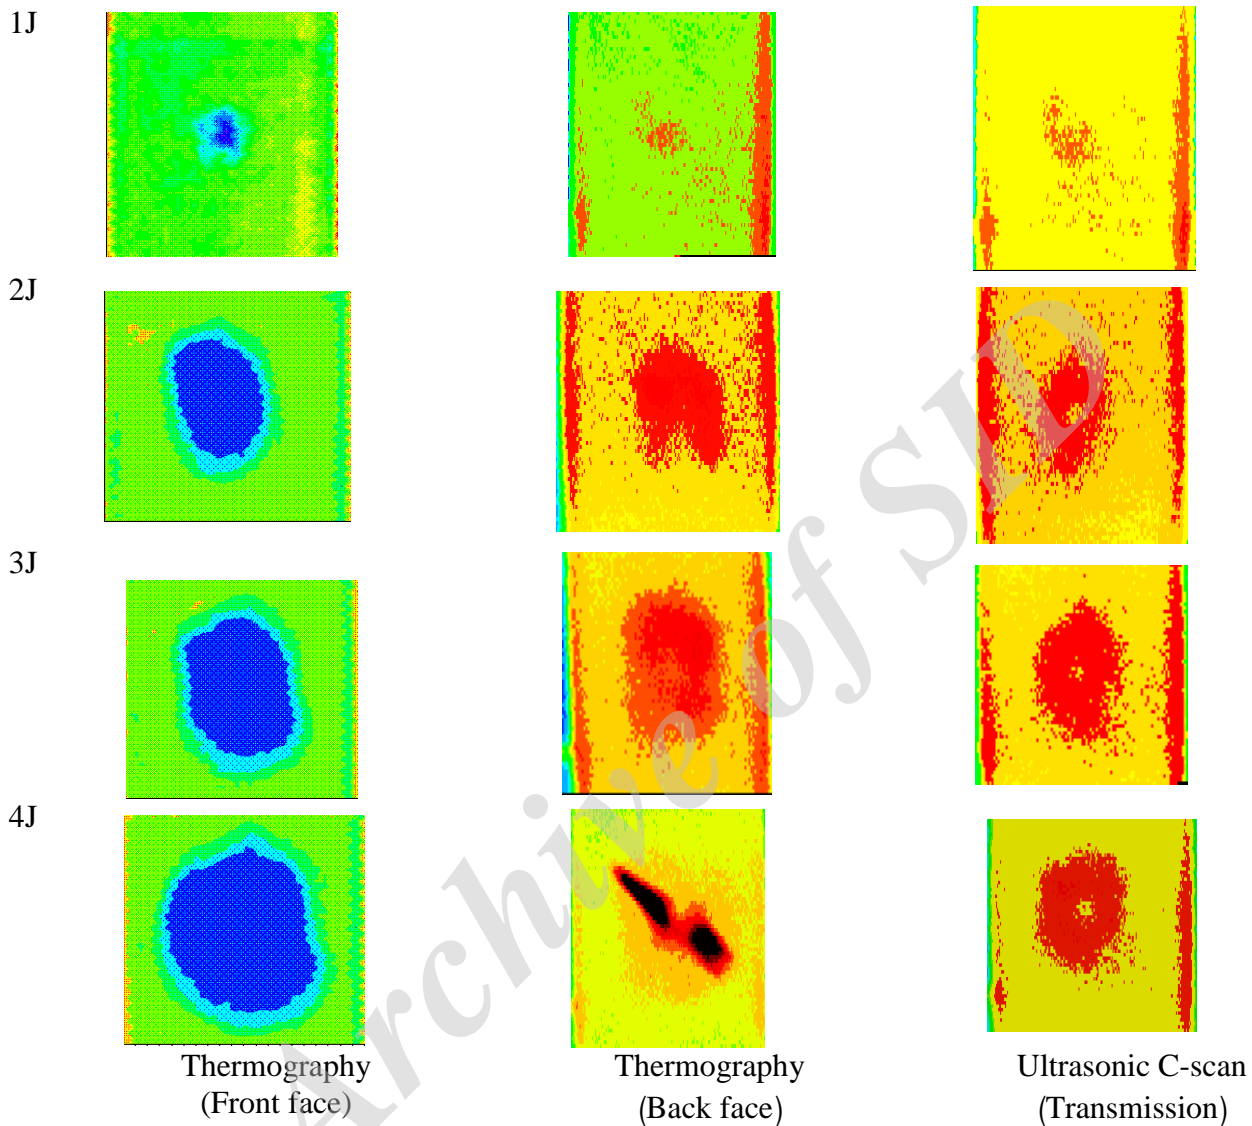 1J
2J
3J
4J
Thermography
(Front face)
Thermography
(Back face)
Ultrasonic C-scan
(Transmission)
Archive of SID